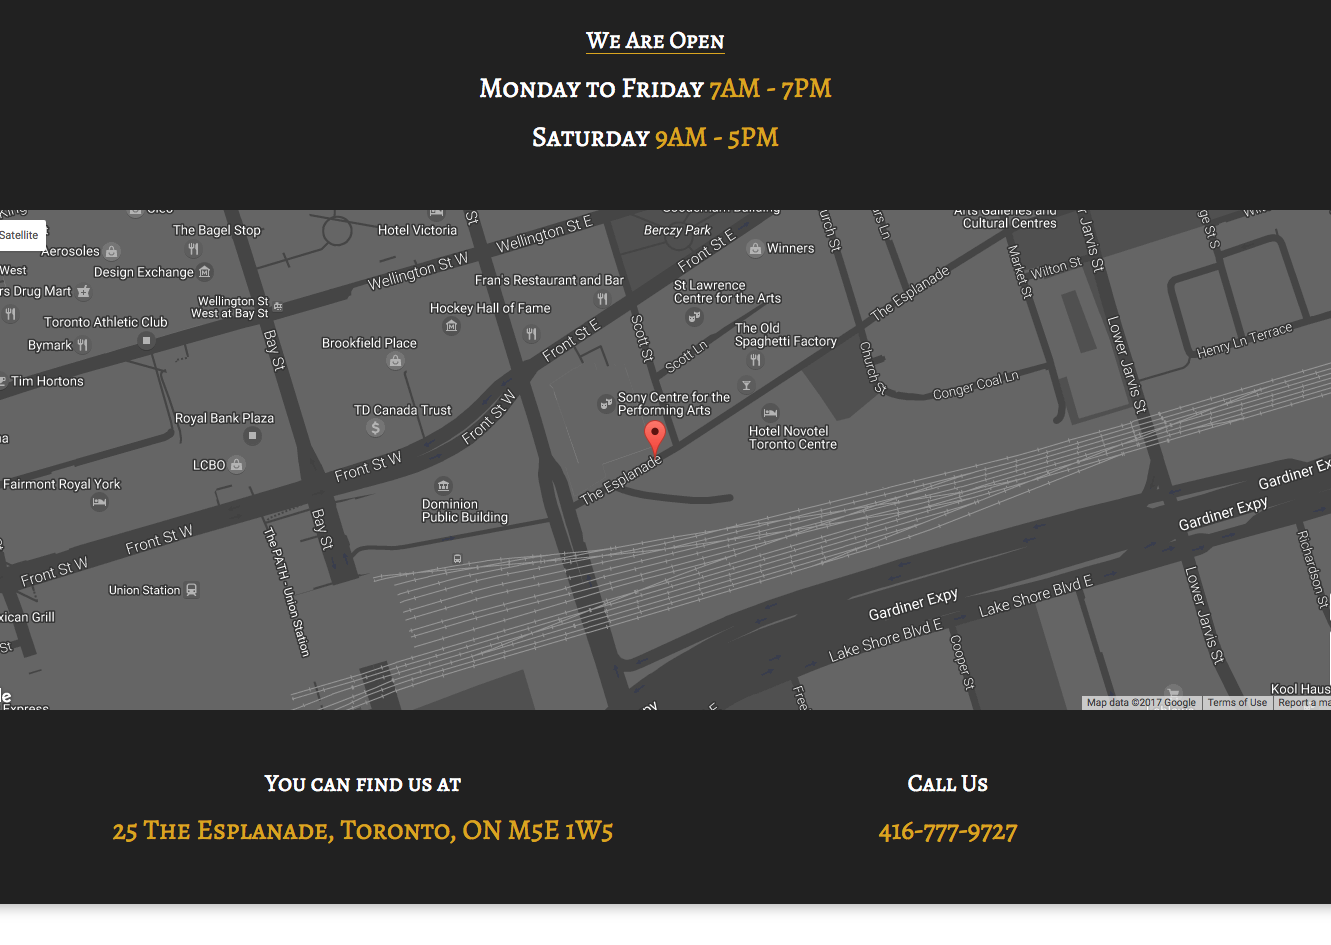 We Are Open
Monday to Friday 7AM - 7PM
Saturday 9AM - 5PM
Satellite
The Bagel Stop
Hotel Victoria
Wellington St E
Berczy Park
Front St E
Winners
Cultural Centres
Aerosoles
West
Design Exchange
Wellington St W
Fran's Restaurant and Bar
St Lawrence
Centre for the Arts
The Esplanade
Market St
Wilton St
Lower Jarvis St
Drug Mart
Wellington St
West at Bay St
Hockey Hall of Fame
Toronto Athletic Club
Bymark
Bay St
Brookfield Place
Front St E
Scott St
Scott Ln
The Old
Spaghetti Factory
Church St
Henry Ln Terrace
Tim Hortons
Conger Coal Ln
Royal Bank Plaza
TD Canada Trust
Front St W
Sony Centre for the
Performing Arts
Hotel Novotel
Toronto Centre
LCBO
Front St W
The Esplanade
Gardiner Expy
Fairmont Royal York
Dominion
Public Building
Gardiner Expy
Front St W
Bay St
The PATH - Union Station
Richardson St
Front St W
Union Station
Gardiner Expy
Lake Shore Blvd E
Lower Jarvis St
Grill
Lake Shore Blvd E
Cooper St
Kool Haus
Express
Map data ©2017 Google
Terms of Use
Report a ma
You can find us at
Call Us
25 The Esplanade, Toronto, ON M5E 1W5
416-777-9727